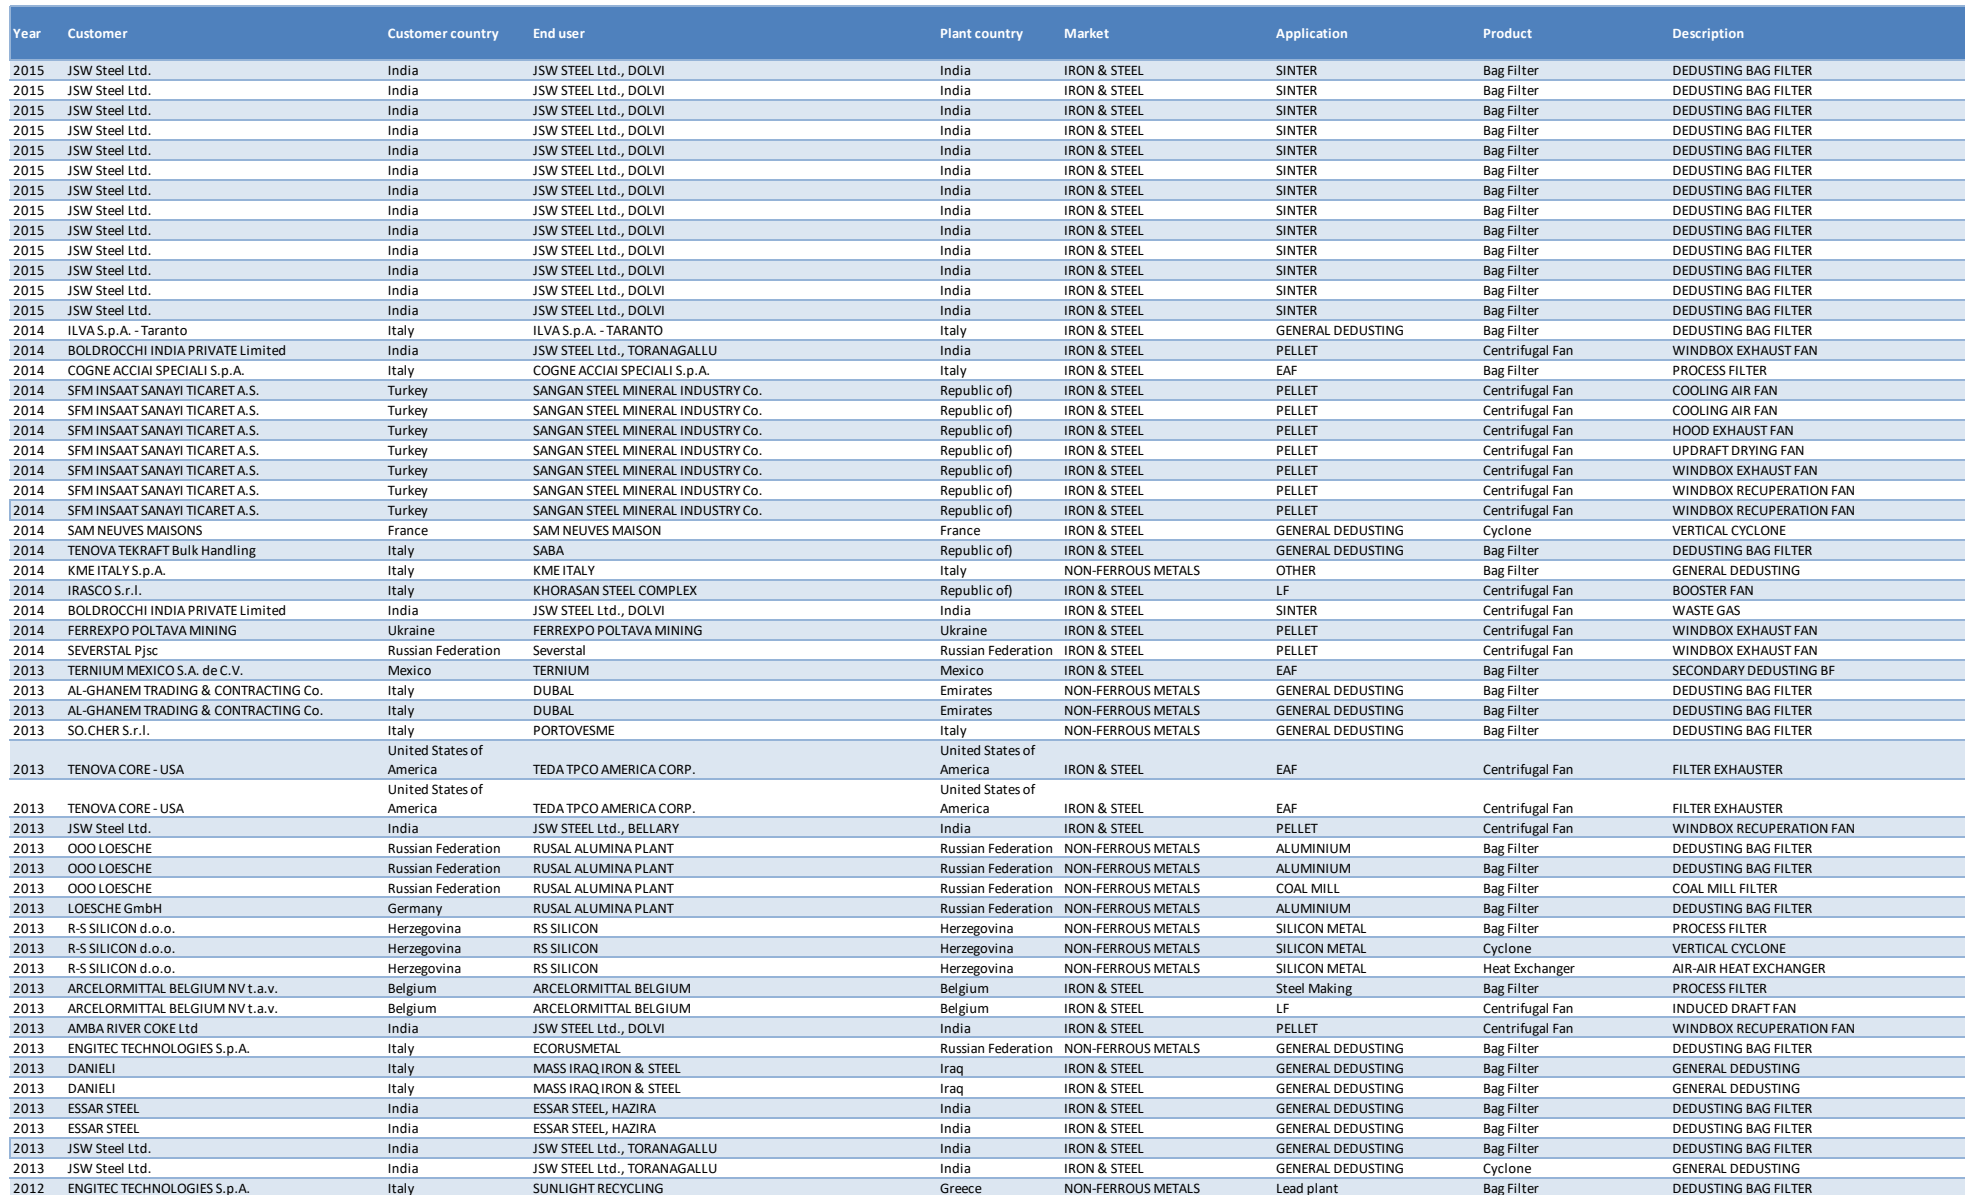 Year Customer Customer country End user Plant country Market Application Product Description
2015 JSW Steel Ltd. India JSW STEEL Ltd., DOLVI India IRON & STEEL SINTER Bag Filter DEDUSTING BAG FILTER
2015 JSW Steel Ltd. India JSW STEEL Ltd., DOLVI India IRON & STEEL SINTER Bag Filter DEDUSTING BAG FILTER
2015 JSW Steel Ltd. India JSW STEEL Ltd., DOLVI India IRON & STEEL SINTER Bag Filter DEDUSTING BAG FILTER
2015 JSW Steel Ltd. India JSW STEEL Ltd., DOLVI India IRON & STEEL SINTER Bag Filter DEDUSTING BAG FILTER
2015 JSW Steel Ltd. India JSW STEEL Ltd., DOLVI India IRON & STEEL SINTER Bag Filter DEDUSTING BAG FILTER
2015 JSW Steel Ltd. India JSW STEEL Ltd., DOLVI India IRON & STEEL SINTER Bag Filter DEDUSTING BAG FILTER
2015 JSW Steel Ltd. India JSW STEEL Ltd., DOLVI India IRON & STEEL SINTER Bag Filter DEDUSTING BAG FILTER
2015 JSW Steel Ltd. India JSW STEEL Ltd., DOLVI India IRON & STEEL SINTER Bag Filter DEDUSTING BAG FILTER
2015 JSW Steel Ltd. India JSW STEEL Ltd., DOLVI India IRON & STEEL SINTER Bag Filter DEDUSTING BAG FILTER
2015 JSW Steel Ltd. India JSW STEEL Ltd., DOLVI India IRON & STEEL SINTER Bag Filter DEDUSTING BAG FILTER
2015 JSW Steel Ltd. India JSW STEEL Ltd., DOLVI India IRON & STEEL SINTER Bag Filter DEDUSTING BAG FILTER
2015 JSW Steel Ltd. India JSW STEEL Ltd., DOLVI India IRON & STEEL SINTER Bag Filter DEDUSTING BAG FILTER
2015 JSW Steel Ltd. India JSW STEEL Ltd., DOLVI India IRON & STEEL SINTER Bag Filter DEDUSTING BAG FILTER
2014 ILVA S.p.A. - Taranto Italy ILVA S.p.A. - TARANTO Italy IRON & STEEL GENERAL DEDUSTING Bag Filter DEDUSTING BAG FILTER
2014 BOLDROCCHI INDIA PRIVATE Limited India JSW STEEL Ltd., TORANAGALLU India IRON & STEEL PELLET Centrifugal Fan WINDBOX EXHAUST FAN
2014 COGNE ACCIAI SPECIALI S.p.A. Italy COGNE ACCIAI SPECIALI S.p.A. Italy IRON & STEEL EAF Bag Filter PROCESS FILTER
2014 SFM INSAAT SANAYI TICARET A.S. Turkey SANGAN STEEL MINERAL INDUSTRY Co. Republic of) IRON & STEEL PELLET Centrifugal Fan COOLING AIR FAN
2014 SFM INSAAT SANAYI TICARET A.S. Turkey SANGAN STEEL MINERAL INDUSTRY Co. Republic of) IRON & STEEL PELLET Centrifugal Fan COOLING AIR FAN
2014 SFM INSAAT SANAYI TICARET A.S. Turkey SANGAN STEEL MINERAL INDUSTRY Co. Republic of) IRON & STEEL PELLET Centrifugal Fan HOOD EXHAUST FAN
2014 SFM INSAAT SANAYI TICARET A.S. Turkey SANGAN STEEL MINERAL INDUSTRY Co. Republic of) IRON & STEEL PELLET Centrifugal Fan UPDRAFT DRYING FAN
2014 SFM INSAAT SANAYI TICARET A.S. Turkey SANGAN STEEL MINERAL INDUSTRY Co. Republic of) IRON & STEEL PELLET Centrifugal Fan WINDBOX EXHAUST FAN
2014 SFM INSAAT SANAYI TICARET A.S. Turkey SANGAN STEEL MINERAL INDUSTRY Co. Republic of) IRON & STEEL PELLET Centrifugal Fan WINDBOX RECUPERATION FAN
2014 SFM INSAAT SANAYI TICARET A.S. Turkey SANGAN STEEL MINERAL INDUSTRY Co. Republic of) IRON & STEEL PELLET Centrifugal Fan WINDBOX RECUPERATION FAN
2014 SAM NEUVES MAISONS France SAM NEUVES MAISON France IRON & STEEL GENERAL DEDUSTING Cyclone VERTICAL CYCLONE
2014 TENOVA TEKRAFT Bulk Handling Italy SABA Republic of) IRON & STEEL GENERAL DEDUSTING Bag Filter DEDUSTING BAG FILTER
2014 KME ITALY S.p.A. Italy KME ITALY Italy NON-FERROUS METALS OTHER Bag Filter GENERAL DEDUSTING
2014 IRASCO S.r.l. Italy KHORASAN STEEL COMPLEX Republic of) IRON & STEEL LF Centrifugal Fan BOOSTER FAN
2014 BOLDROCCHI INDIA PRIVATE Limited India JSW STEEL Ltd., DOLVI India IRON & STEEL SINTER Centrifugal Fan WASTE GAS
2014 FERREXPO POLTAVA MINING Ukraine FERREXPO POLTAVA MINING Ukraine IRON & STEEL PELLET Centrifugal Fan WINDBOX EXHAUST FAN
2014 SEVERSTAL Pjsc Russian Federation Severstal Russian Federation IRON & STEEL PELLET Centrifugal Fan WINDBOX EXHAUST FAN
2013 TERNIUM MEXICO S.A. de C.V. Mexico TERNIUM Mexico IRON & STEEL EAF Bag Filter SECONDARY DEDUSTING BF
2013 AL-GHANEM TRADING & CONTRACTING Co. Italy DUBAL Emirates NON-FERROUS METALS GENERAL DEDUSTING Bag Filter DEDUSTING BAG FILTER
2013 AL-GHANEM TRADING & CONTRACTING Co. Italy DUBAL Emirates NON-FERROUS METALS GENERAL DEDUSTING Bag Filter DEDUSTING BAG FILTER
2013 SO.CHER S.r.l. Italy PORTOVESME Italy NON-FERROUS METALS GENERAL DEDUSTING Bag Filter DEDUSTING BAG FILTER
United States of United States of
2013 TENOVA CORE - USA America TEDA TPCO AMERICA CORP. America IRON & STEEL EAF Centrifugal Fan FILTER EXHAUSTER
United States of United States of
2013 TENOVA CORE - USA America TEDA TPCO AMERICA CORP. America IRON & STEEL EAF Centrifugal Fan FILTER EXHAUSTER
2013 JSW Steel Ltd. India JSW STEEL Ltd., BELLARY India IRON & STEEL PELLET Centrifugal Fan WINDBOX RECUPERATION FAN
2013 OOO LOESCHE Russian Federation RUSAL ALUMINA PLANT Russian Federation NON-FERROUS METALS ALUMINIUM Bag Filter DEDUSTING BAG FILTER
2013 OOO LOESCHE Russian Federation RUSAL ALUMINA PLANT Russian Federation NON-FERROUS METALS ALUMINIUM Bag Filter DEDUSTING BAG FILTER
2013 OOO LOESCHE Russian Federation RUSAL ALUMINA PLANT Russian Federation NON-FERROUS METALS COAL MILL Bag Filter COAL MILL FILTER
2013 LOESCHE GmbH Germany RUSAL ALUMINA PLANT Russian Federation NON-FERROUS METALS ALUMINIUM Bag Filter DEDUSTING BAG FILTER
2013 R-S SILICON d.o.o. Herzegovina RS SILICON Herzegovina NON-FERROUS METALS SILICON METAL Bag Filter PROCESS FILTER
2013 R-S SILICON d.o.o. Herzegovina RS SILICON Herzegovina NON-FERROUS METALS SILICON METAL Cyclone VERTICAL CYCLONE
2013 R-S SILICON d.o.o. Herzegovina RS SILICON Herzegovina NON-FERROUS METALS SILICON METAL Heat Exchanger AIR-AIR HEAT EXCHANGER
2013 ARCELORMITTAL BELGIUM NV t.a.v. Belgium ARCELORMITTAL BELGIUM Belgium IRON & STEEL Steel Making Bag Filter PROCESS FILTER
2013 ARCELORMITTAL BELGIUM NV t.a.v. Belgium ARCELORMITTAL BELGIUM Belgium IRON & STEEL LF Centrifugal Fan INDUCED DRAFT FAN
2013 AMBA RIVER COKE Ltd India JSW STEEL Ltd., DOLVI India IRON & STEEL PELLET Centrifugal Fan WINDBOX RECUPERATION FAN
2013 ENGITEC TECHNOLOGIES S.p.A. Italy ECORUSMETAL Russian Federation NON-FERROUS METALS GENERAL DEDUSTING Bag Filter DEDUSTING BAG FILTER
2013 DANIELI Italy MASS IRAQ IRON & STEEL Iraq IRON & STEEL GENERAL DEDUSTING Bag Filter GENERAL DEDUSTING
2013 DANIELI Italy MASS IRAQ IRON & STEEL Iraq IRON & STEEL GENERAL DEDUSTING Bag Filter GENERAL DEDUSTING
2013 ESSAR STEEL India ESSAR STEEL, HAZIRA India IRON & STEEL GENERAL DEDUSTING Bag Filter DEDUSTING BAG FILTER
2013 ESSAR STEEL India ESSAR STEEL, HAZIRA India IRON & STEEL GENERAL DEDUSTING Bag Filter DEDUSTING BAG FILTER
2013 JSW Steel Ltd. India JSW STEEL Ltd., TORANAGALLU India IRON & STEEL GENERAL DEDUSTING Bag Filter DEDUSTING BAG FILTER
2013 JSW Steel Ltd. India JSW STEEL Ltd., TORANAGALLU India IRON & STEEL GENERAL DEDUSTING Cyclone GENERAL DEDUSTING
2012 ENGITEC TECHNOLOGIES S.p.A. Italy SUNLIGHT RECYCLING Greece NON-FERROUS METALS Lead plant Bag Filter DEDUSTING BAG FILTER